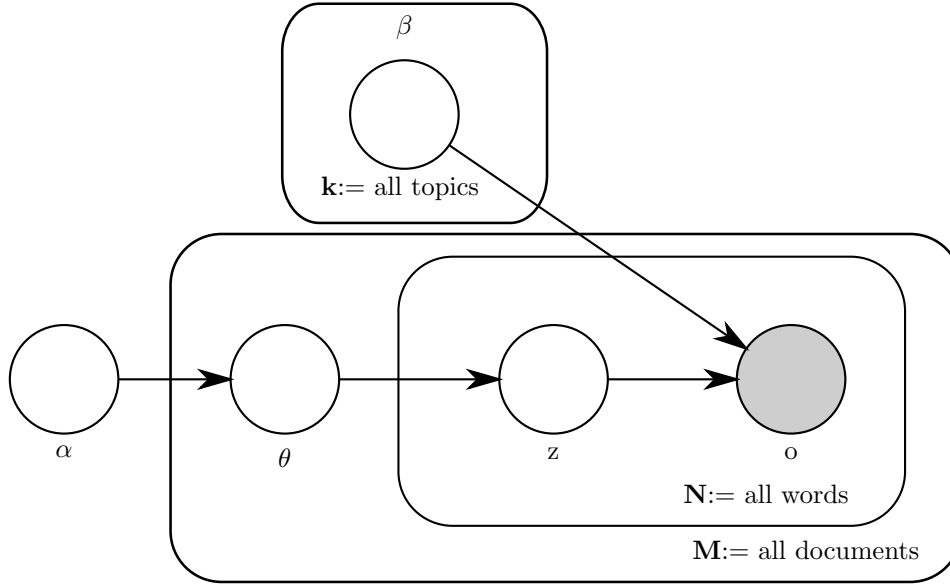 β
k:= all topics
α
θ
z
o
N:= all words
M:= all documents